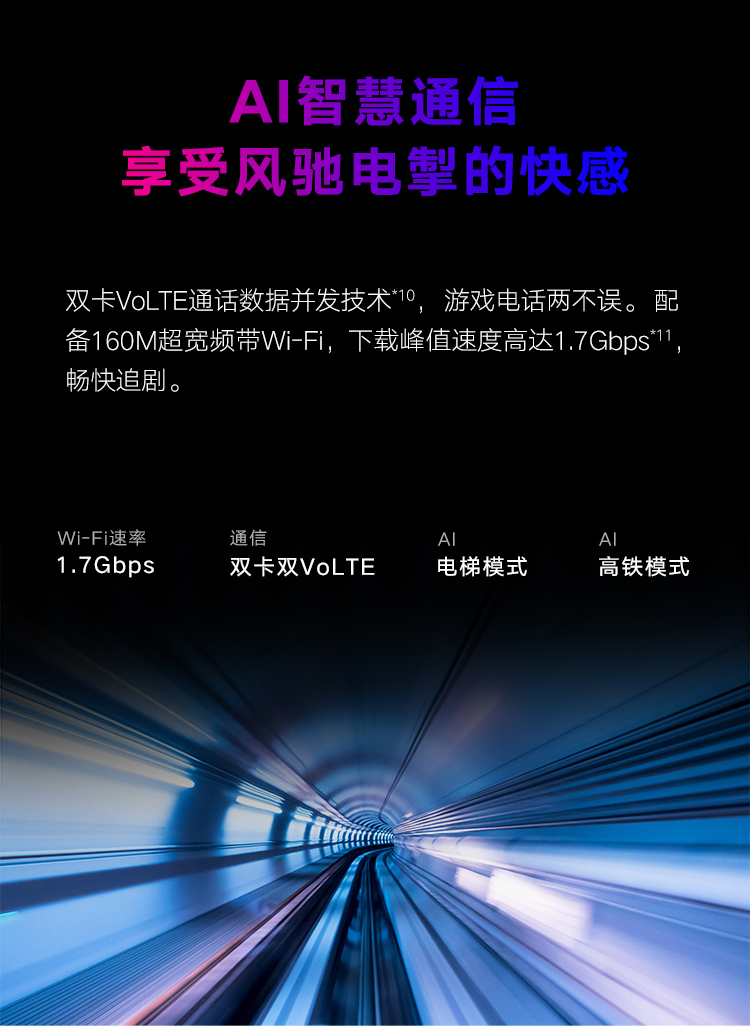 AI智慧通信
享受风驰电掣的快感
双卡VoLTE通话数据并发技术*10，游戏电话两不误。配
备160M超宽频带Wi-Fi，下载峰值速度高达1.7Gbps*11，
畅快追剧。
Wi-Fi速率
1.7Gbps
通信
双卡双VoLTE
AI
电梯模式
AI
高铁模式